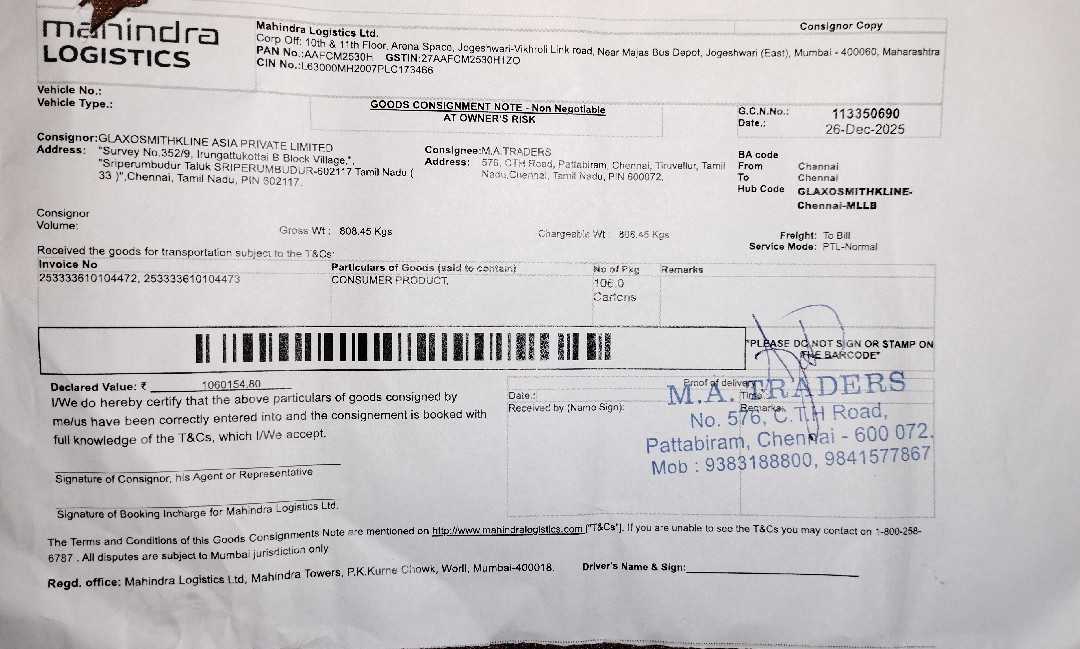 mahindra
LOGISTICS
Mahindra Logistics Ltd.
Corp Off: 10th & 11th Floor, Arena Space, Jogeshwari-Vikhroli Link road, Near Majas Bus Depot, Jogeshwari (East), Mumbai - 400060, Maharashtra
PAN No.:AAFCM2530H GSTIN:27AAFCM2530H1ZO
CIN No.:L63000MH2007PLC173466
Consignor Copy
Vehicle No.:
Vehicle Type.:
GOODS CONSIGNMENT NOTE - Non Negotiable
AT OWNER'S RISK
G.C.N.No.: 113350690
Date.: 26-Dec-2025
Consignor:GLAXOSMITHKLINE ASIA PRIVATE LIMITED
Address: "Survey No.352/9, Irungattukottai B Block Village.",
"Sriperumbudur Taluk SRIPERUMBUDUR-602117 Tamil Nadu (
33 )",Chennai, Tamil Nadu, PIN 602117.
Consignee:M.A.TRADERS
Address: 576, CTH Road, Pattabiram, Chennai, Tiruvellur, Tamil
Nadu,Chennai, Tamil Nadu, PIN 600072.
BA code
From Chennai
To Chennai
Hub Code GLAXOSMITHKLINE-
Chennai-MLLB
Consignor
Volume:
Gross Wt : 808.45 Kgs
Chargeable Wt : 808.45 Kgs
Freight: To Bill
Service Mode: PTL-Normal
Received the goods for transportation subject to the T&Cs:
Invoice No Particulars of Goods (said to contain) No of Pkg Remarks
253333610104472, 253333610104473 CONSUMER PRODUCT, 106.0
Cartons
"PLEASE DO NOT SIGN OR STAMP ON
THE BARCODE"
Declared Value: ₹ 1060154.80
I/We do hereby certify that the above particulars of goods consigned by
me/us have been correctly entered into and the consignement is booked with
full knowledge of the T&Cs, which I/We accept.
Proof of delivery
Date.: Time
Received by (Name Sign): Remarks
M.A. TRADERS
No. 576, C.T.H Road,
Pattabiram, Chennai - 600 072.
Mob : 9383188800, 9841577867
Signature of Consignor, his Agent or Representative
Signature of Booking Incharge for Mahindra Logistics Ltd.
The Terms and Conditions of this Goods Consignments Note are mentioned on http://www.mahindralogistics.com ["T&Cs"]. If you are unable to see the T&Cs you may contact on 1-800-258-
6787 . All disputes are subject to Mumbai jurisdiction only
Regd. office: Mahindra Logistics Ltd, Mahindra Towers, P.K.Kurne Chowk, Worli, Mumbai-400018.
Driver's Name & Sign: